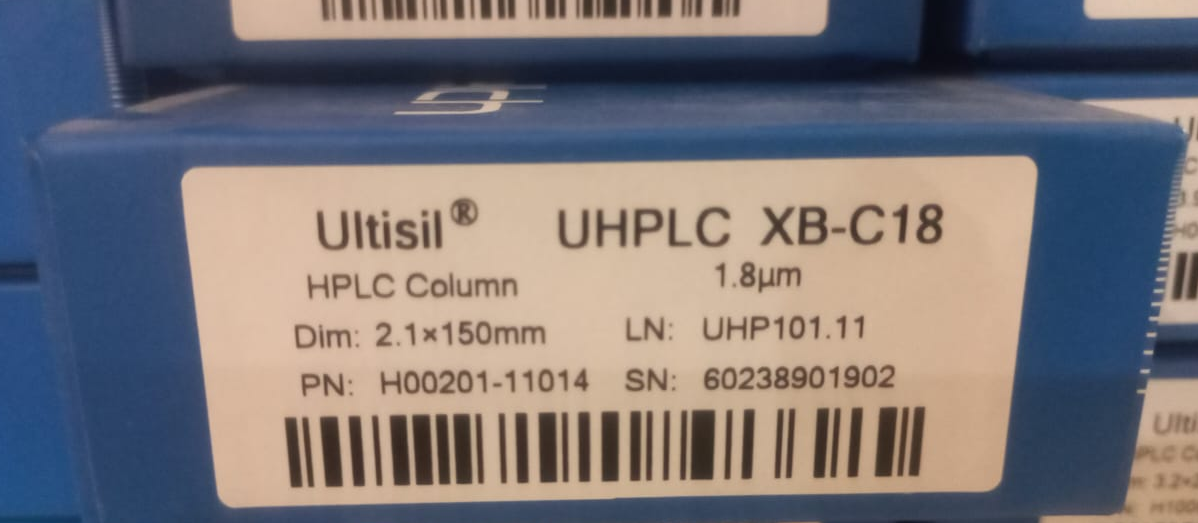 Ultisil® UHPLC XB-C18
HPLC Column 1.8µm
Dim: 2.1×150mm LN: UHP101.11
PN: H00201-11014 SN: 60238901902
Ulti